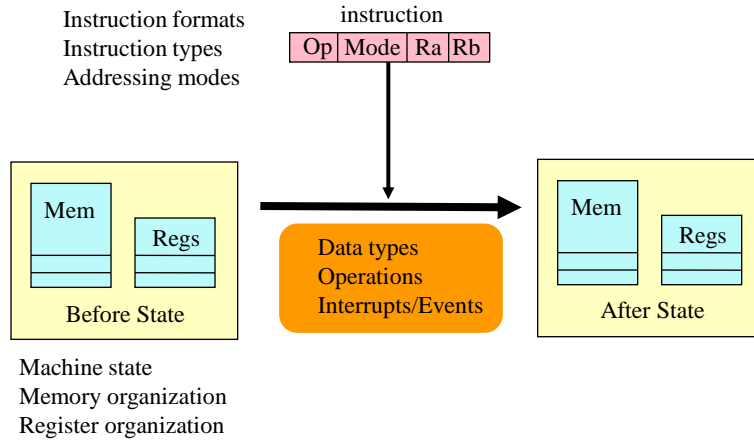 Instruction formats
Instruction types
Addressing modes
instruction
Op Mode Ra Rb
Mem
Regs
Before State
Data types
Operations
Interrupts/Events
Mem
Regs
After State
Machine state
Memory organization
Register organization